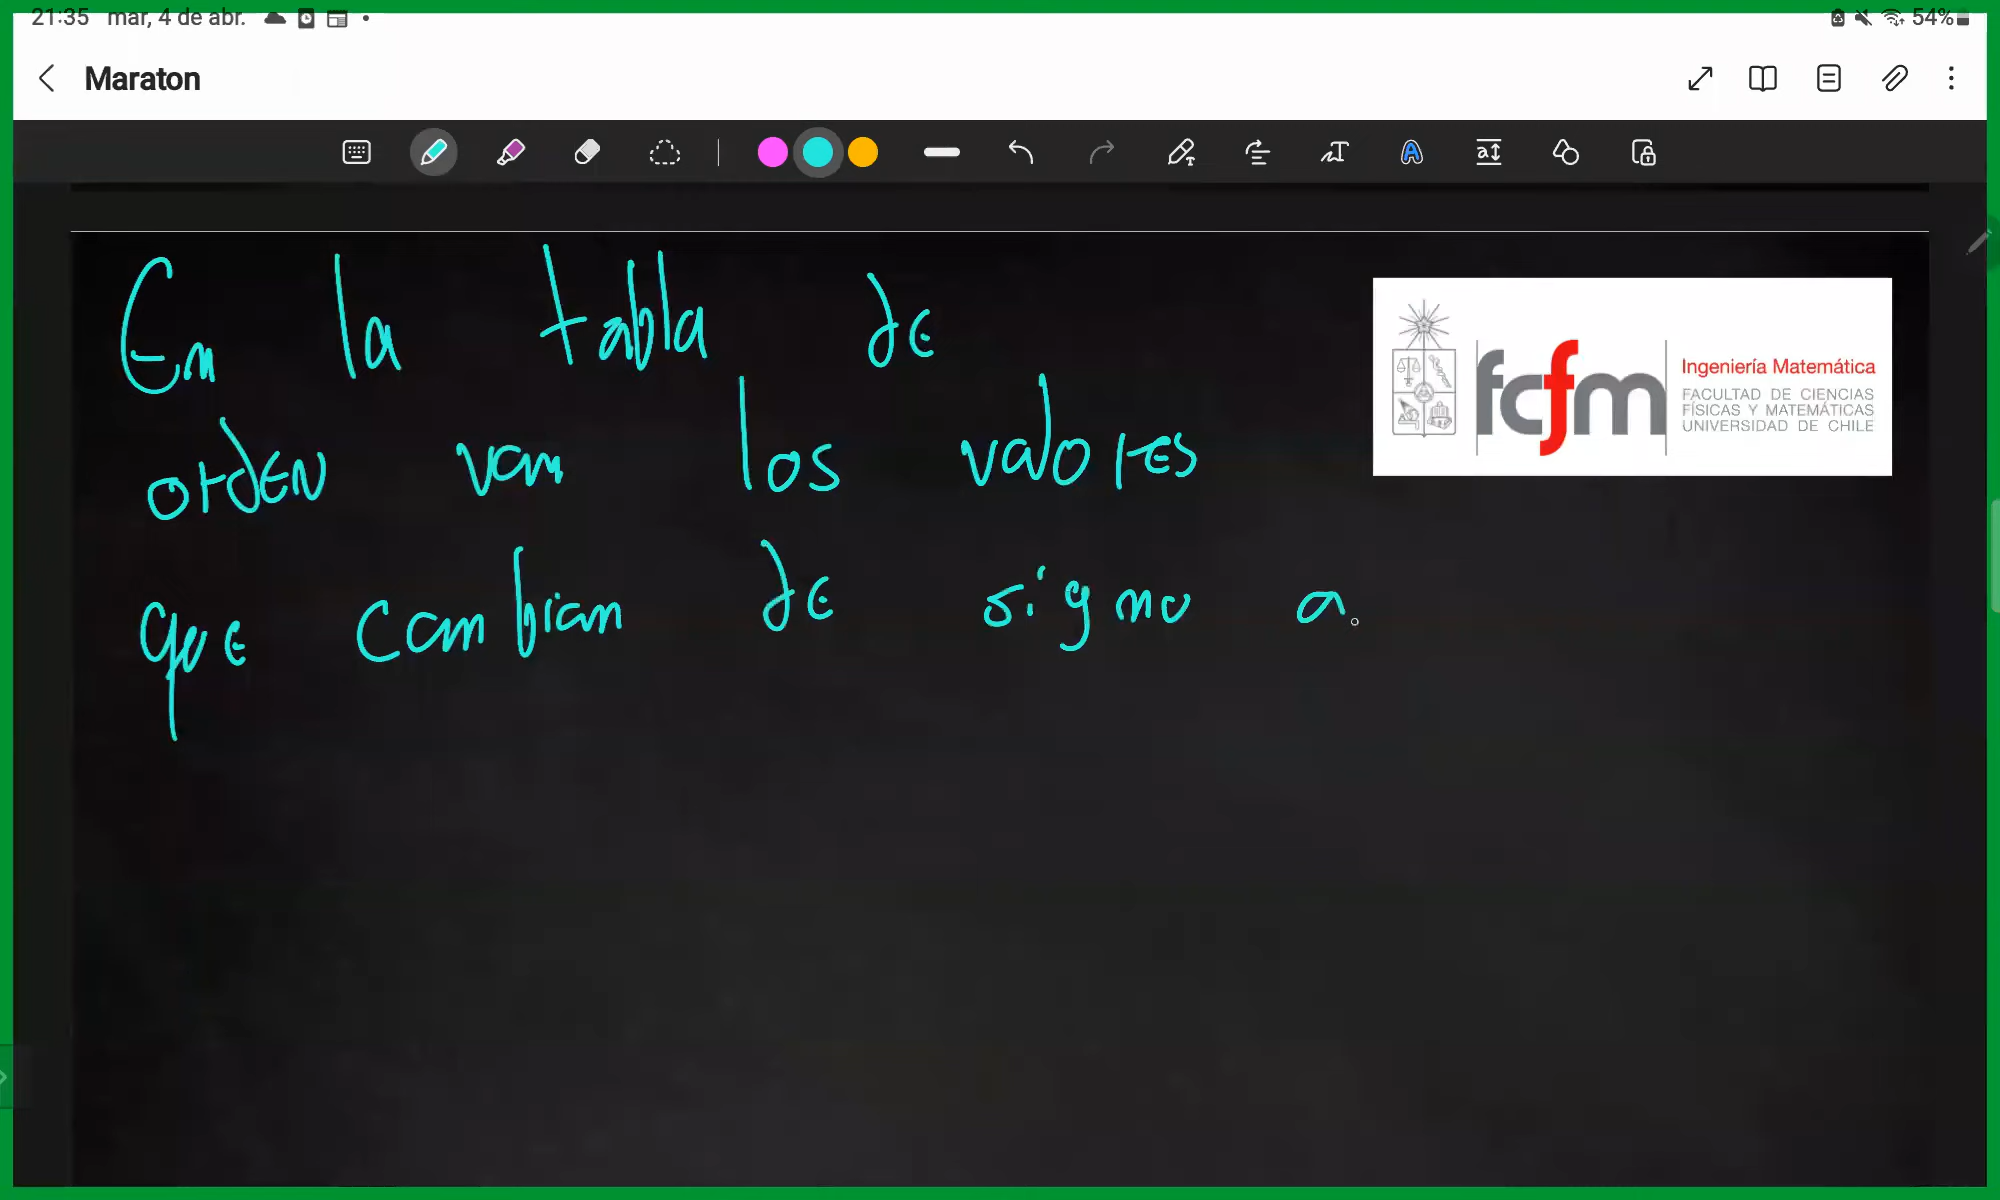 21:35 mar, 4 de abr. 54%
Maraton
En la tabla de
orden van los valores
que cambian de signo a
fcfm
Ingeniería Matemática
FACULTAD DE CIENCIAS
FÍSICAS Y MATEMÁTICAS
UNIVERSIDAD DE CHILE